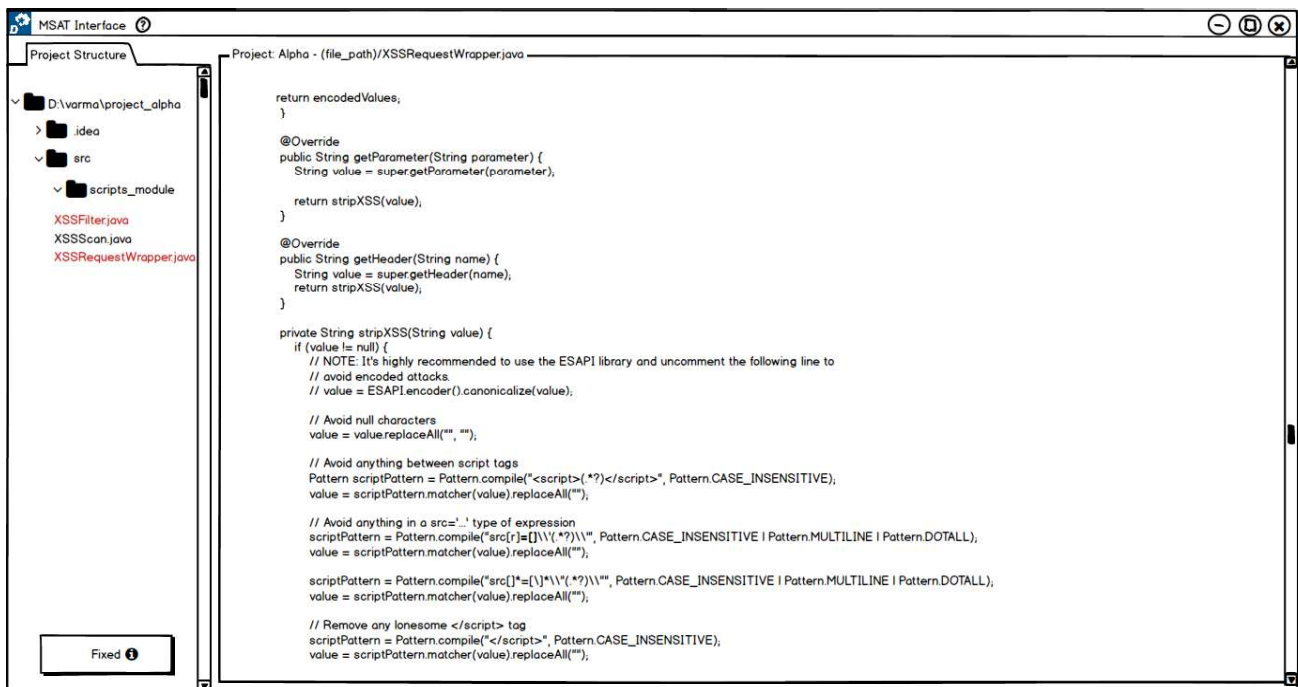 MSAT Interface ?
Project Structure
D:\varma\project_alpha
.idea
src
scripts_module
XSSFilter.java
XSSScan.java
XSSRequestWrapper.java
Fixed i
Project: Alpha - (file_path)/XSSRequestWrapper.java
return encodedValues;
}
@Override
public String getParameter(String parameter) {
String value = super.getParameter(parameter);
return stripXSS(value);
}
@Override
public String getHeader(String name) {
String value = super.getHeader(name);
return stripXSS(value);
}
private String stripXSS(String value) {
if (value != null) {
// NOTE: It's highly recommended to use the ESAPI library and uncomment the following line to
// avoid encoded attacks.
// value = ESAPI.encoder().canonicalize(value);
// Avoid null characters
value = value.replaceAll("", "");
// Avoid anything between script tags
Pattern scriptPattern = Pattern.compile("<script>(.*?)</script>", Pattern.CASE_INSENSITIVE);
value = scriptPattern.matcher(value).replaceAll("");
// Avoid anything in a src='...' type of expression
scriptPattern = Pattern.compile("src[r]=[]\\'(.*?)\\'", Pattern.CASE_INSENSITIVE | Pattern.MULTILINE | Pattern.DOTALL);
value = scriptPattern.matcher(value).replaceAll("");
scriptPattern = Pattern.compile("src[]*=[\]*\\"(.*?)\\"", Pattern.CASE_INSENSITIVE | Pattern.MULTILINE | Pattern.DOTALL);
value = scriptPattern.matcher(value).replaceAll("");
// Remove any lonesome </script> tag
scriptPattern = Pattern.compile("</script>", Pattern.CASE_INSENSITIVE);
value = scriptPattern.matcher(value).replaceAll("");